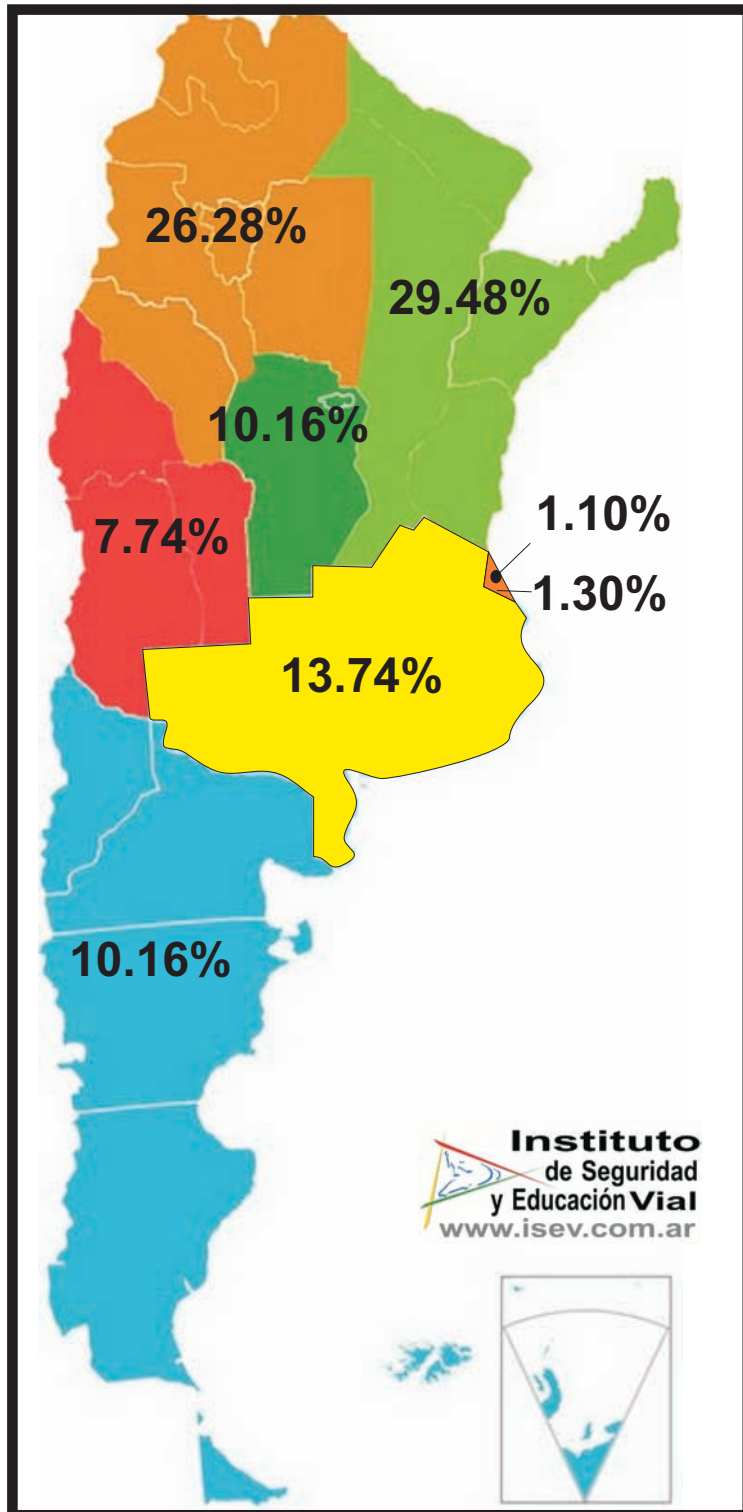 26.28%
29.48%
10.16%
1.10%
7.74%
1.30%
13.74%
10.16%
Instituto
de Seguridad
y Educación Vial
www.isev.com.ar